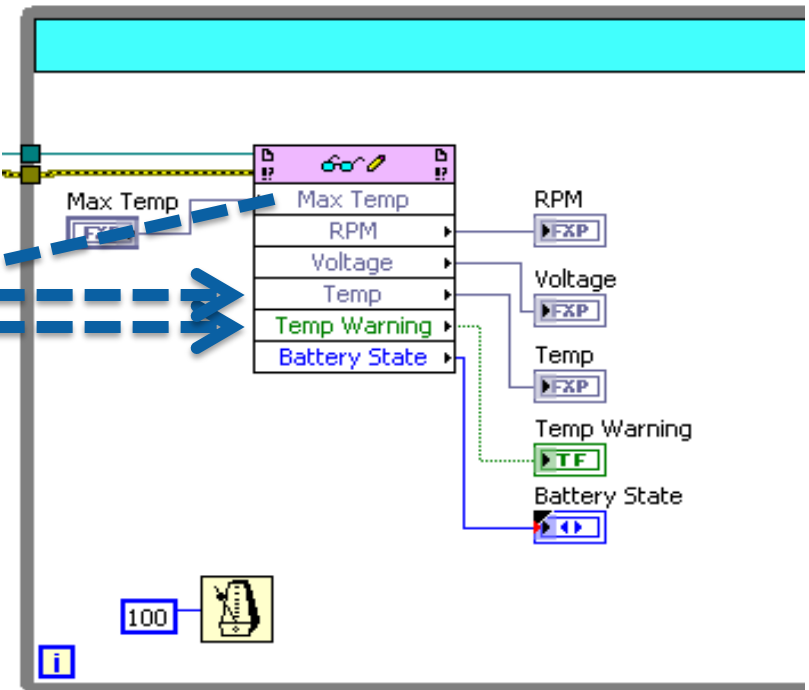 !?
!?
Max Temp
Max Temp
RPM
Voltage
Temp
Temp Warning
Battery State
RPM
FXP
Voltage
FXP
Temp
FXP
Temp Warning
TF
Battery State
100
i